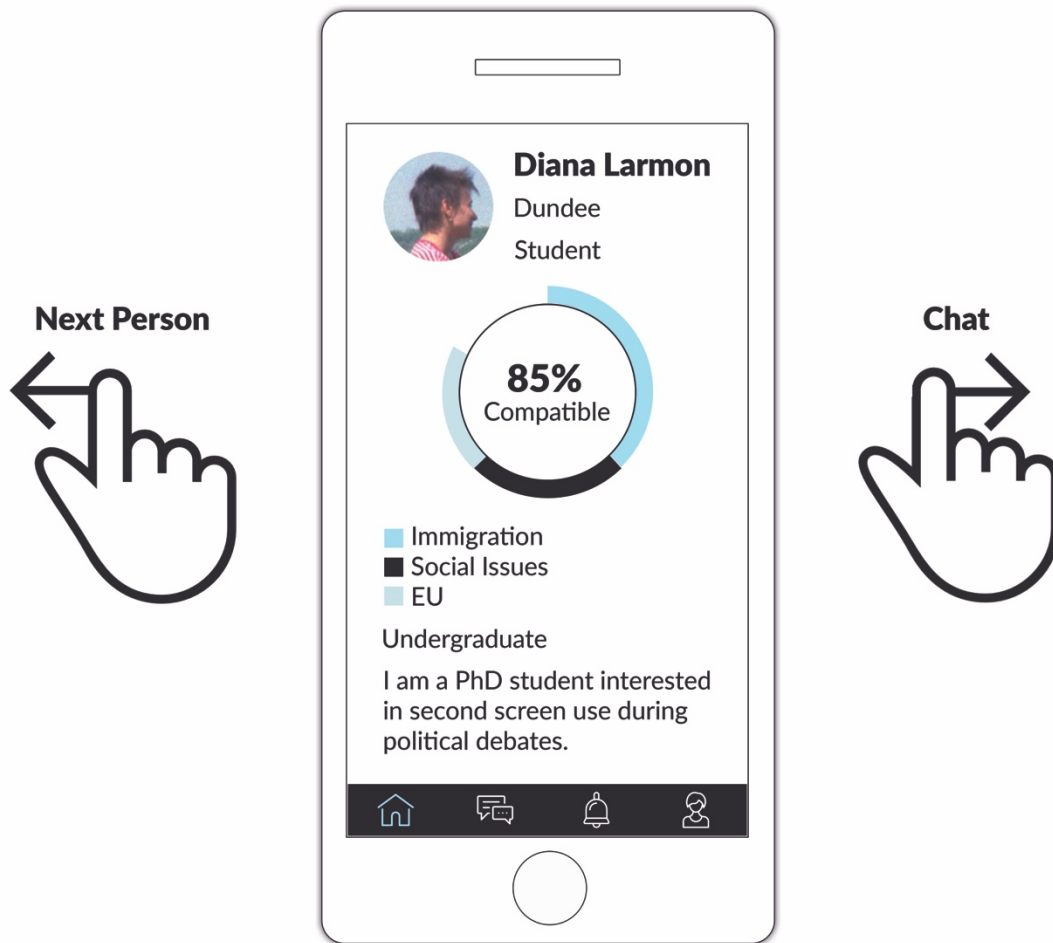 Diana Larmon
Dundee
Student
Next Person
Chat
85%
Compatible
Immigration
Social Issues
EU
Undergraduate
I am a PhD student interested
in second screen use during
political debates.